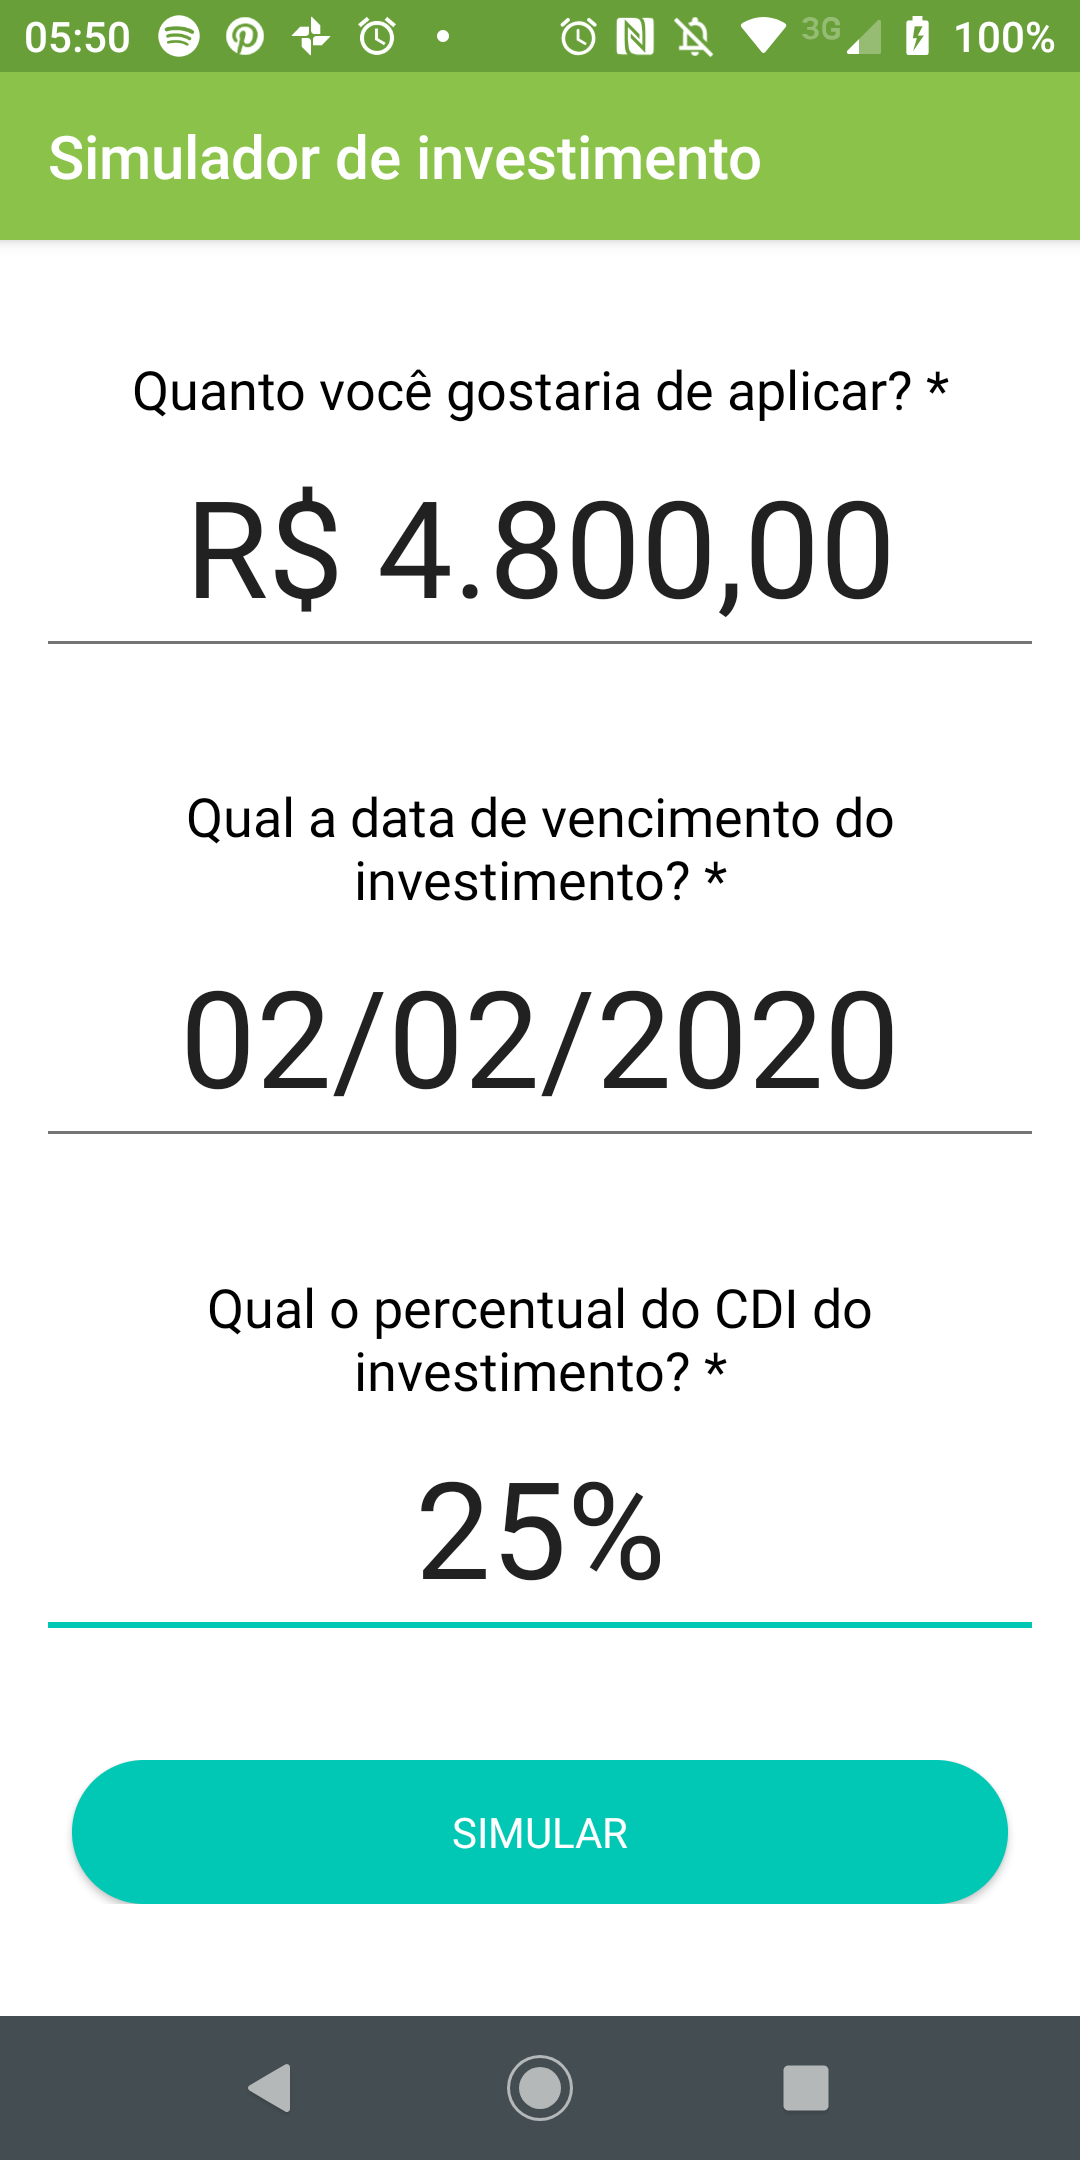 05:50
3G
100%
Simulador de investimento
Quanto você gostaria de aplicar? *
R$ 4.800,00
Qual a data de vencimento do
investimento? *
02/02/2020
Qual o percentual do CDI do
investimento? *
25%
SIMULAR